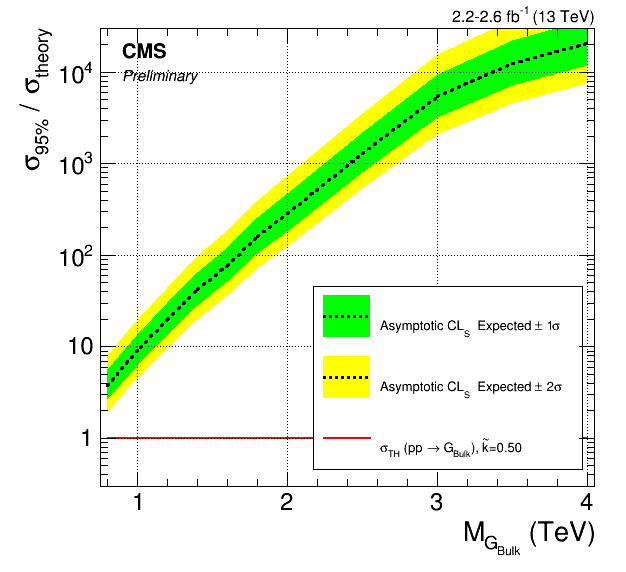 2.2-2.6 fb⁻¹ (13 TeV)
CMS
Preliminary
σ95% / σtheory
10⁴
10³
10²
10
1
Asymptotic CLS Expected ± 1σ
Asymptotic CLS Expected ± 2σ
σTH (pp → GBulk), k̃=0.50
1 2 3 4
MGBulk (TeV)